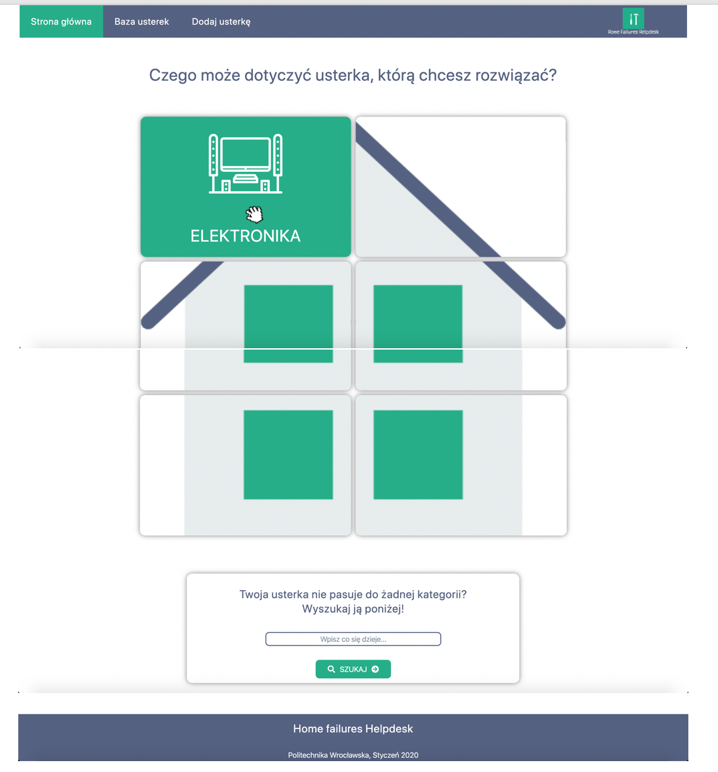 Strona główna
Baza usterek
Dodaj usterkę
Home Failures Helpdesk
Czego może dotyczyć usterka, którą chcesz rozwiązać?
ELEKTRONIKA
Twoja usterka nie pasuje do żadnej kategorii?
Wyszukaj ją poniżej!
Wpisz co się dzieje...
SZUKAJ
Home failures Helpdesk
Politechnika Wrocławska, Styczeń 2020